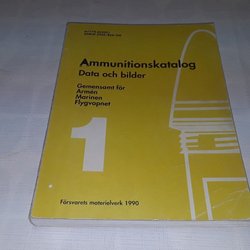 Ammunitionskatalog
Data och bilder
Gemensamt för
Armén
Marinen
Flygvapnet
1
Försvarets materielverk 1990